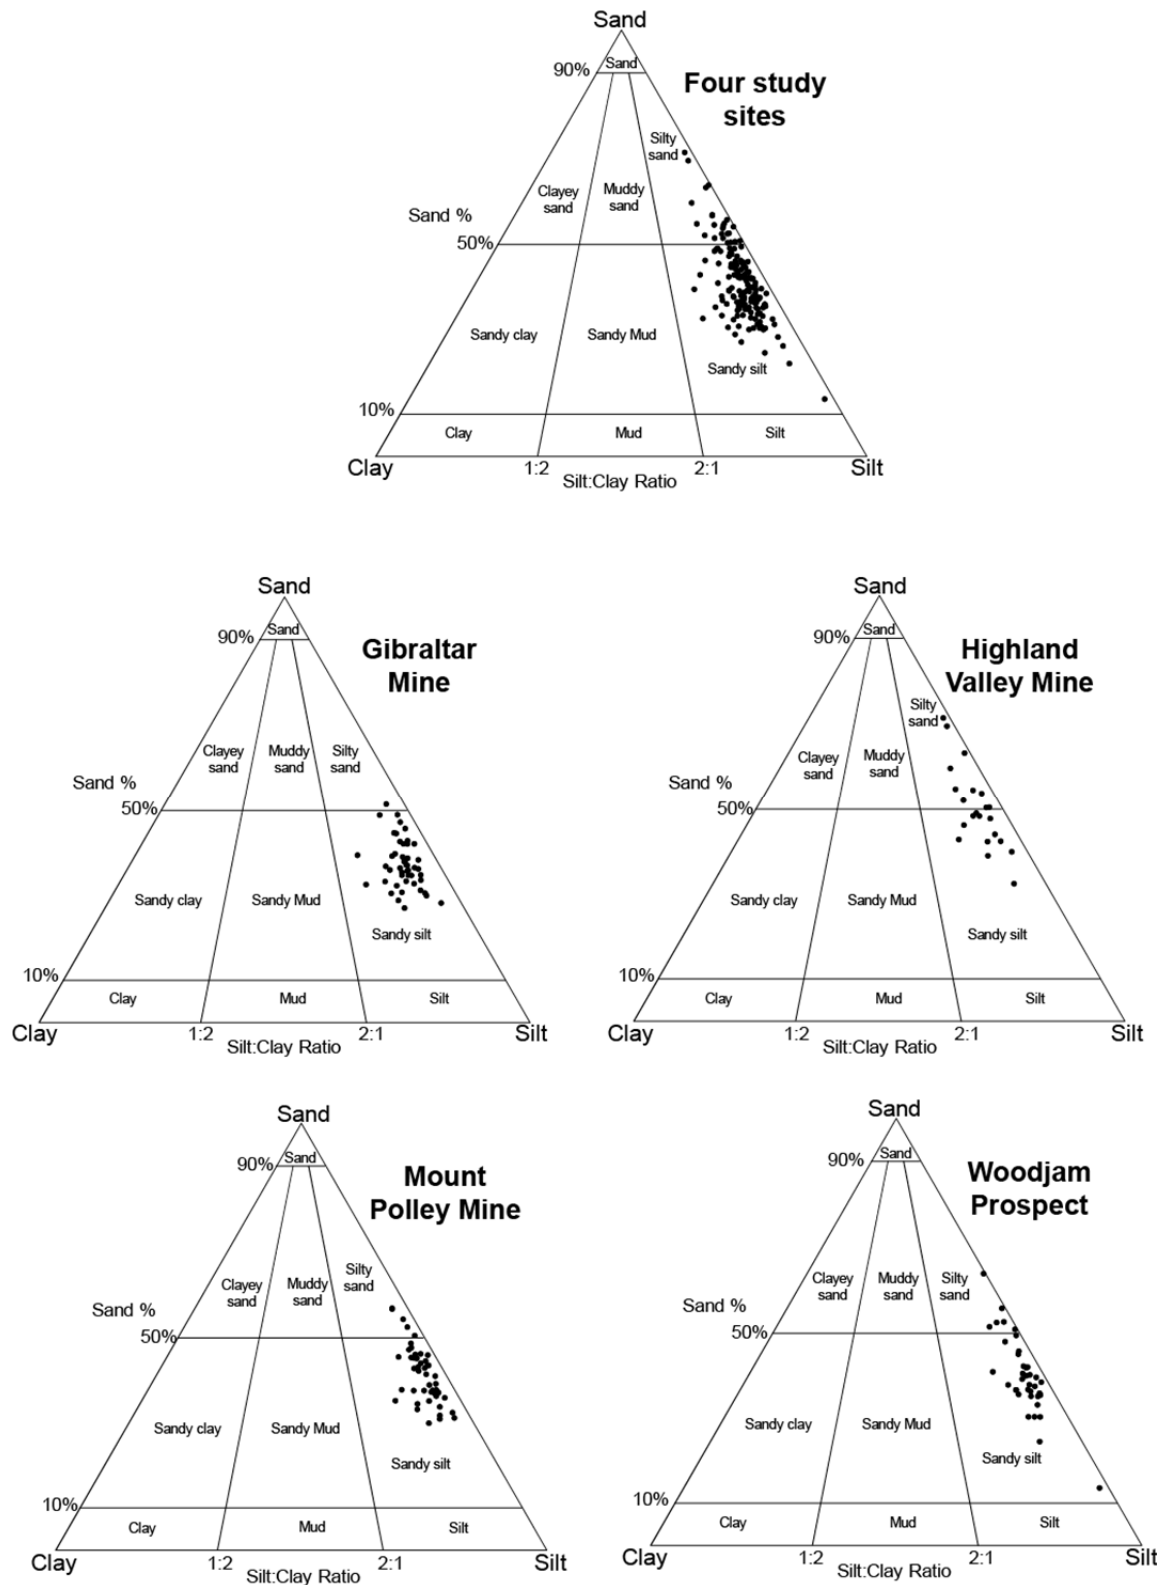 Sand
90%
Sand
Four study
sites
Silty
sand
Clayey
sand
Muddy
sand
Sand %
50%
Sandy clay
Sandy Mud
Sandy silt
10%
Clay
Mud
Silt
Clay
1:2
2:1
Silt
Silt:Clay Ratio
Sand
90%
Sand
Gibraltar
Mine
Clayey
sand
Muddy
sand
Silty
sand
Sand %
50%
Sandy clay
Sandy Mud
Sandy silt
10%
Clay
Mud
Silt
Clay
1:2
2:1
Silt
Silt:Clay Ratio
Sand
90%
Sand
Highland
Valley Mine
Silty
sand
Clayey
sand
Muddy
sand
Sand %
50%
Sandy clay
Sandy Mud
Sandy silt
10%
Clay
Mud
Silt
Clay
1:2
2:1
Silt
Silt:Clay Ratio
Sand
90%
Sand
Mount
Polley Mine
Clayey
sand
Muddy
sand
Silty
sand
Sand %
50%
Sandy clay
Sandy Mud
Sandy silt
10%
Clay
Mud
Silt
Clay
1:2
2:1
Silt
Silt:Clay Ratio
Sand
90%
Sand
Woodjam
Prospect
Clayey
sand
Muddy
sand
Silty
sand
Sand %
50%
Sandy clay
Sandy Mud
Sandy silt
10%
Clay
Mud
Silt
Clay
1:2
2:1
Silt
Silt:Clay Ratio